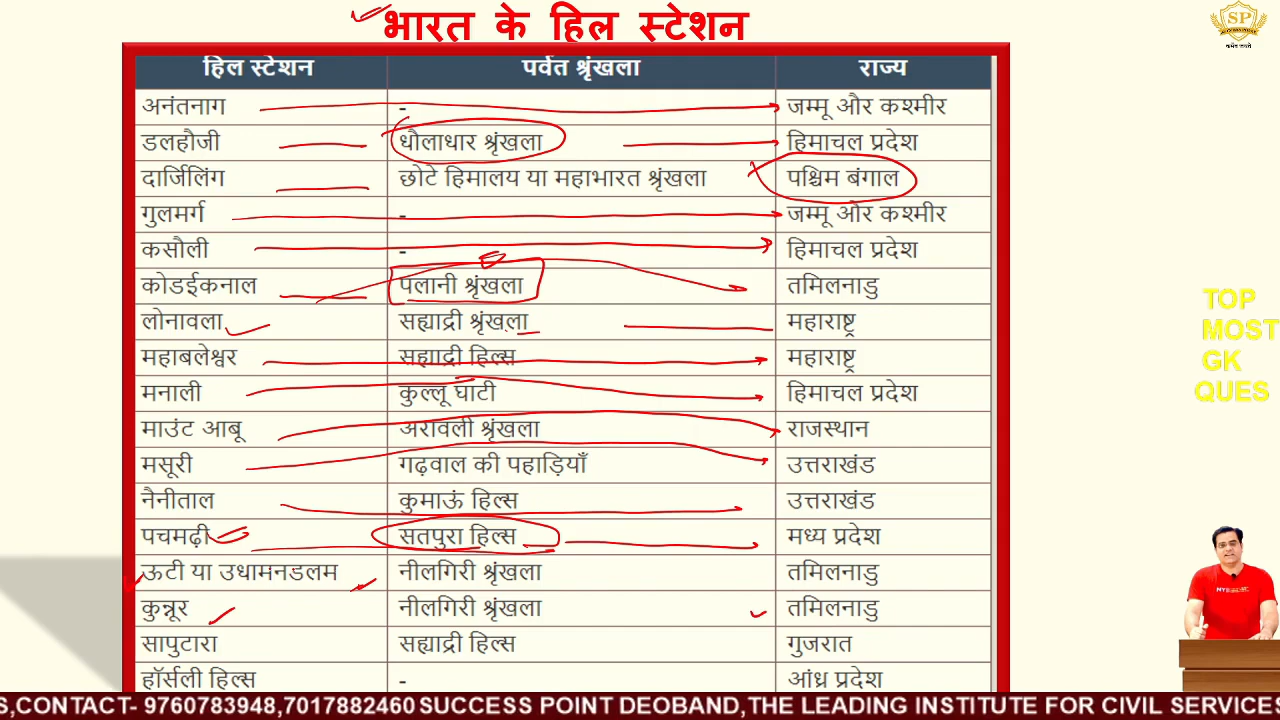 भारत के हिल स्टेशन
SP
कर्मेव जयते
हिल स्टेशन पर्वत श्रृंखला राज्य
अनंतनाग - जम्मू और कश्मीर
डलहौजी धौलाधार श्रृंखला हिमाचल प्रदेश
दार्जिलिंग छोटे हिमालय या महाभारत श्रृंखला पश्चिम बंगाल
गुलमर्ग - जम्मू और कश्मीर
कसौली - हिमाचल प्रदेश
कोडईकनाल पलानी श्रृंखला तमिलनाडु
लोनावला सह्याद्री श्रृंखला महाराष्ट्र
महाबलेश्वर सह्याद्री हिल्स महाराष्ट्र
मनाली कुल्लू घाटी हिमाचल प्रदेश
माउंट आबू अरावली श्रृंखला राजस्थान
मसूरी गढ़वाल की पहाड़ियाँ उत्तराखंड
नैनीताल कुमाऊं हिल्स उत्तराखंड
पचमढ़ी सतपुरा हिल्स मध्य प्रदेश
ऊटी या उधामनडलम नीलगिरी श्रृंखला तमिलनाडु
कुन्नूर नीलगिरी श्रृंखला तमिलनाडु
सापुटारा सह्याद्री हिल्स गुजरात
हॉर्सली हिल्स - आंध्र प्रदेश
TOP
MOST
GK
QUES
S,CONTACT- 9760783948,7017882460 SUCCESS POINT DEOBAND,THE LEADING INSTITUTE FOR CIVIL SERVICES